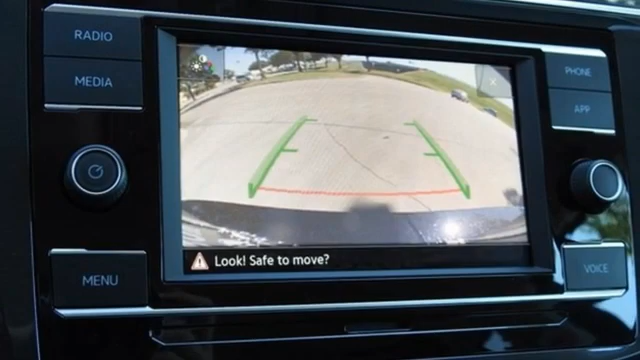 RADIO
PHONE
MEDIA
APP
Look! Safe to move?
MENU
VOICE